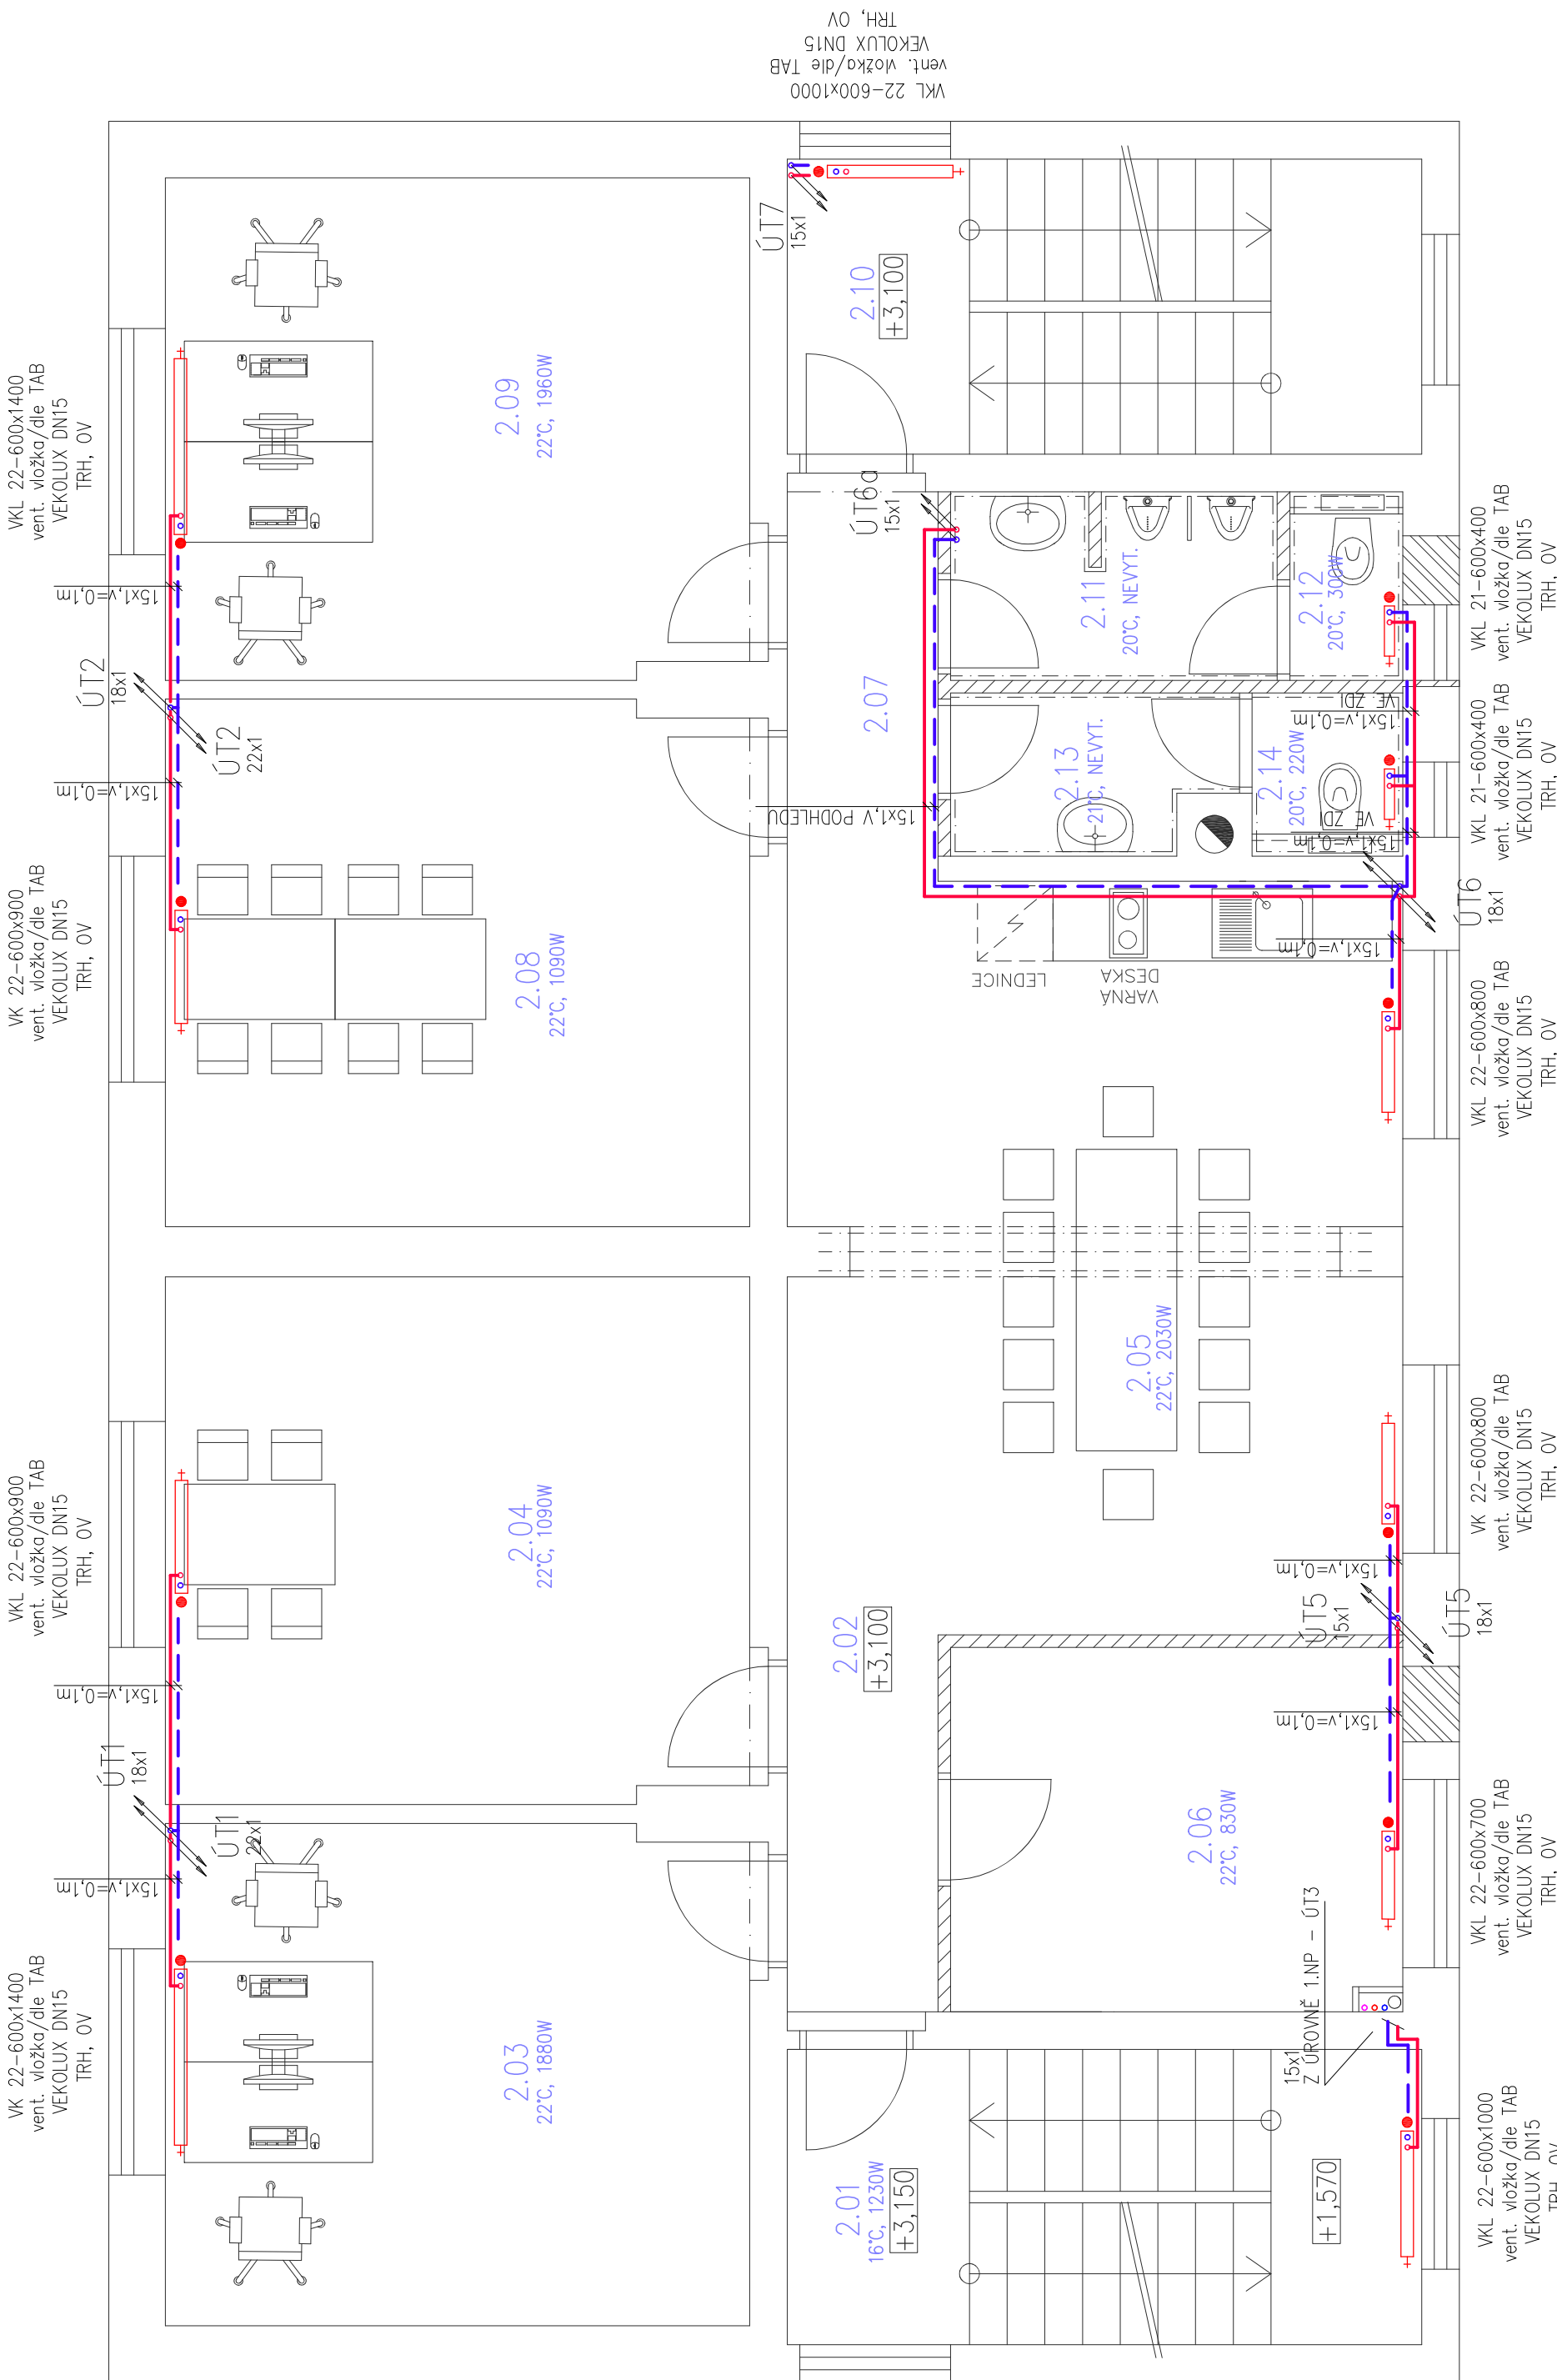 VKL 22-600x1000
vent. vložka/dle TAB
VEKOLUX DN15
TRH, OV
VKL 22-600x1400
vent. vložka/dle TAB
VEKOLUX DN15
TRH, OV
2.09
22°C, 1960W
ÚT7
15x1
2.10
+3,100
15x1,v=0,1m
ÚT2
18x1
ÚT2
22x1
15x1,v=0,1m
ÚT6a
15x1
2.11
20°C, NEVYT.
2.12
20°C, 300W
VKL 21-600x400
vent. vložka/dle TAB
VEKOLUX DN15
TRH, OV
2.07
15x1,v=0,1m
VE ZDI
2.13
21°C, NEVYT.
2.14
20°C, 220W
VKL 21-600x400
vent. vložka/dle TAB
VEKOLUX DN15
TRH, OV
15x1,V PODHLEDU
15x1,v=0,1m
VE ZDI
ÚT6
18x1
15x1,v=0,1m
VK 22-600x900
vent. vložka/dle TAB
VEKOLUX DN15
TRH, OV
2.08
22°C, 1090W
LEDNICE
VARNÁ
DESKA
VKL 22-600x800
vent. vložka/dle TAB
VEKOLUX DN15
TRH, OV
2.05
22°C, 2030W
VKL 22-600x900
vent. vložka/dle TAB
VEKOLUX DN15
TRH, OV
2.04
22°C, 1090W
VK 22-600x800
vent. vložka/dle TAB
VEKOLUX DN15
TRH, OV
15x1,v=0,1m
2.02
+3,100
ÚT5
15x1
ÚT5
18x1
15x1,v=0,1m
15x1,v=0,1m
ÚT1
18x1
ÚT1
22x1
15x1,v=0,1m
2.06
22°C, 830W
VKL 22-600x700
vent. vložka/dle TAB
VEKOLUX DN15
TRH, OV
VK 22-600x1400
vent. vložka/dle TAB
VEKOLUX DN15
TRH, OV
2.03
22°C, 1880W
15x1
Z ÚROVNĚ 1.NP - ÚT3
2.01
16°C, 1230W
+3,150
+1,570
VKL 22-600x1000
vent. vložka/dle TAB
VEKOLUX DN15
TRH, OV